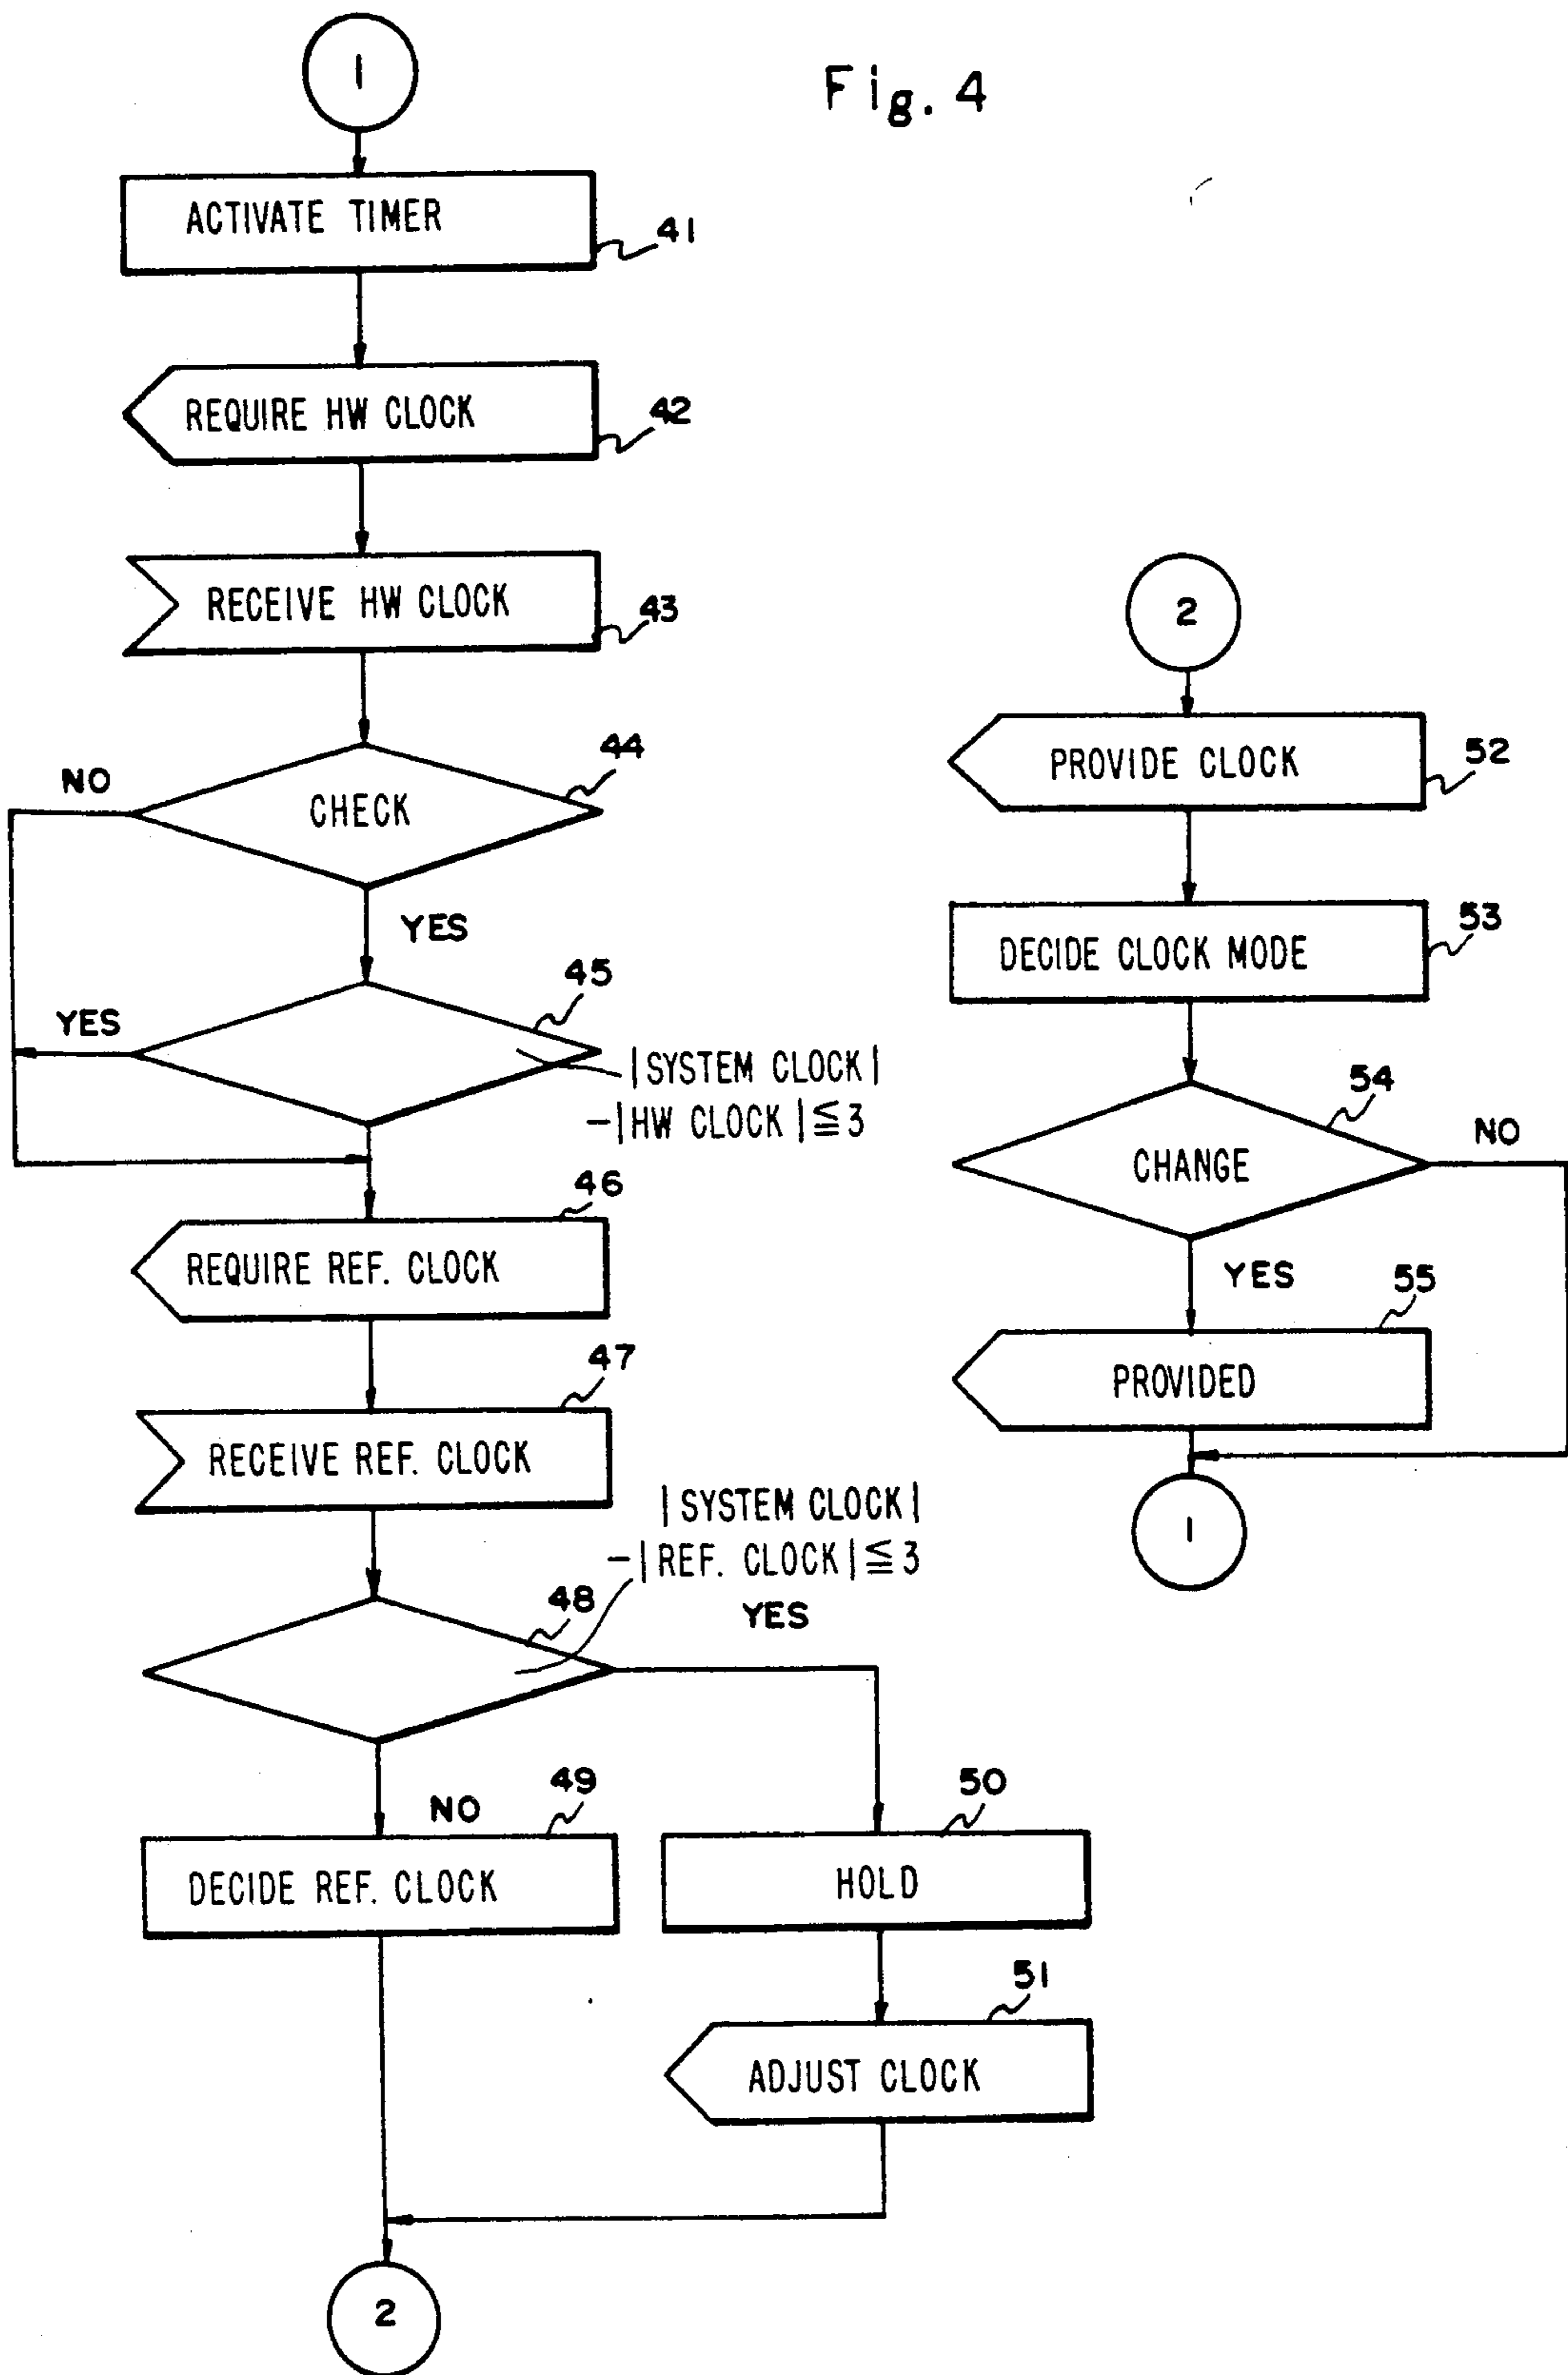 Fig. 4
1
ACTIVATE TIMER
41
REQUIRE HW CLOCK
42
RECEIVE HW CLOCK
43
44
NO
CHECK
YES
45
YES
|SYSTEM CLOCK|
-|HW CLOCK|≦3
46
REQUIRE REF. CLOCK
47
RECEIVE REF. CLOCK
|SYSTEM CLOCK|
-|REF. CLOCK|≦3
48
YES
NO
49
DECIDE REF. CLOCK
50
HOLD
51
ADJUST CLOCK
2
2
PROVIDE CLOCK
52
53
DECIDE CLOCK MODE
54
NO
CHANGE
YES
55
PROVIDED
1